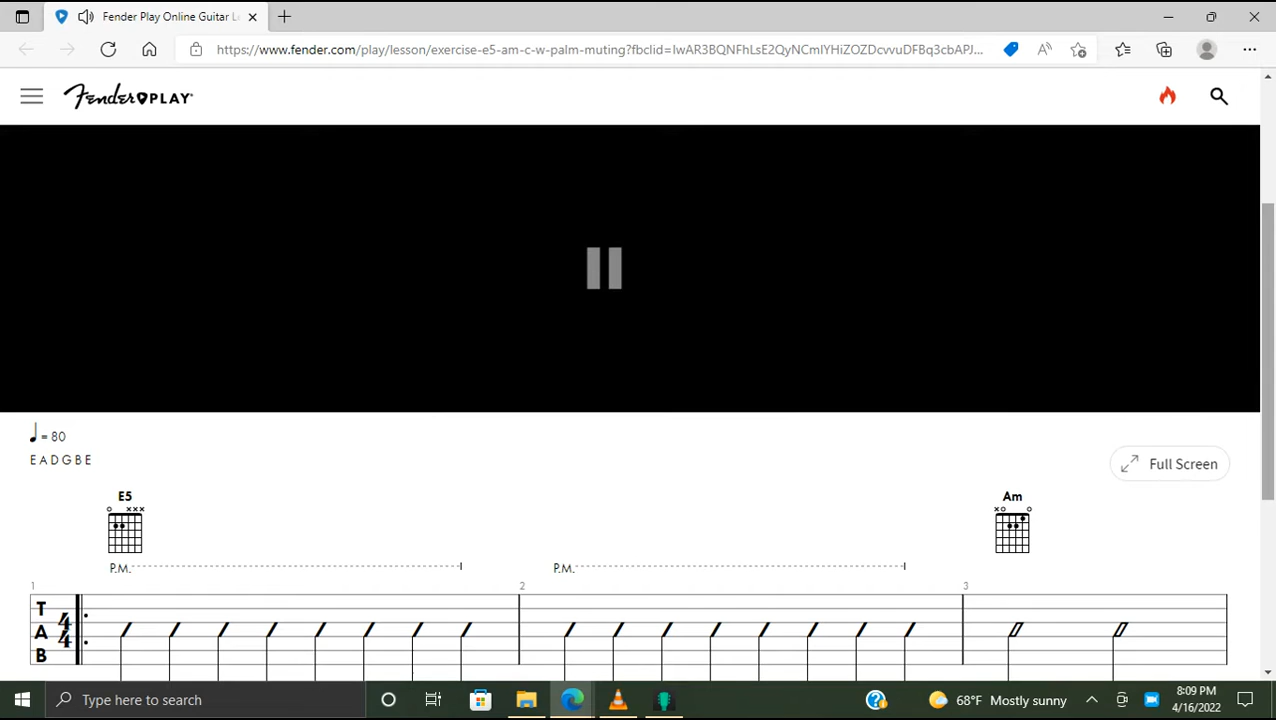 Fender Play Online Guitar L
https://www.fender.com/play/lesson/exercise-e5-am-c-w-palm-muting?fbclid=IwAR3BQNFhLsE2QyNCmIYHiZOZDcvvuDFBq3cbAPJ...
Fender PLAY
= 80
E A D G B E
Full Screen
E5
Am
o xxx
xo o
P.M.
P.M.
1 2 3
T
A
B
4
4
Type here to search
68°F Mostly sunny
8:09 PM
4/16/2022